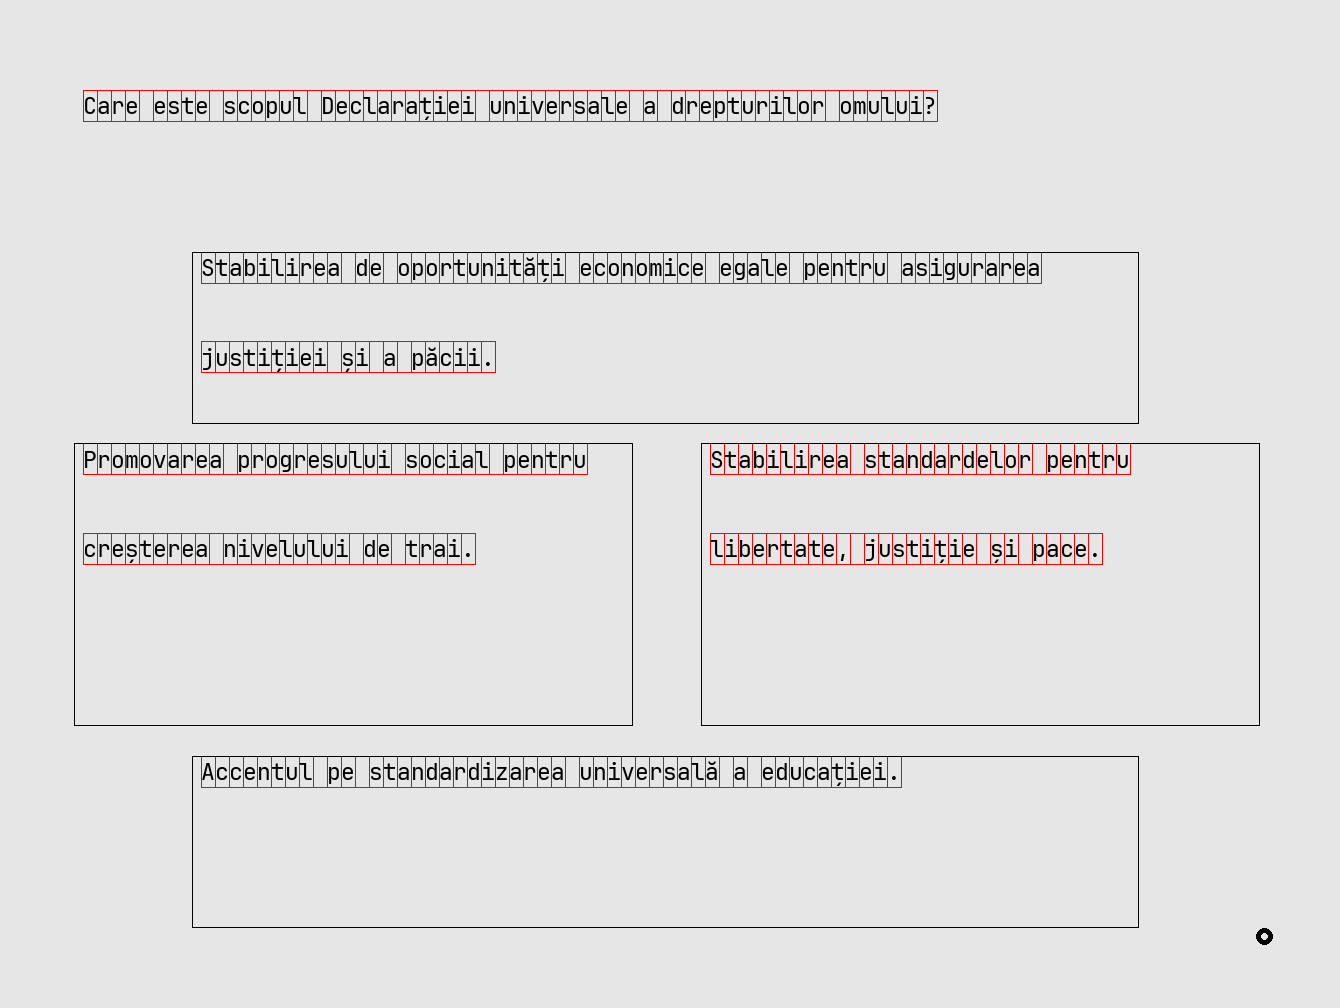 Care este scopul Declarației universale a drepturilor omului?
Stabilirea de oportunități economice egale pentru asigurarea
justiției și a păcii.
Promovarea progresului social pentru
creșterea nivelului de trai.
Stabilirea standardelor pentru
libertate, justiție și pace.
Accentul pe standardizarea universală a educației.